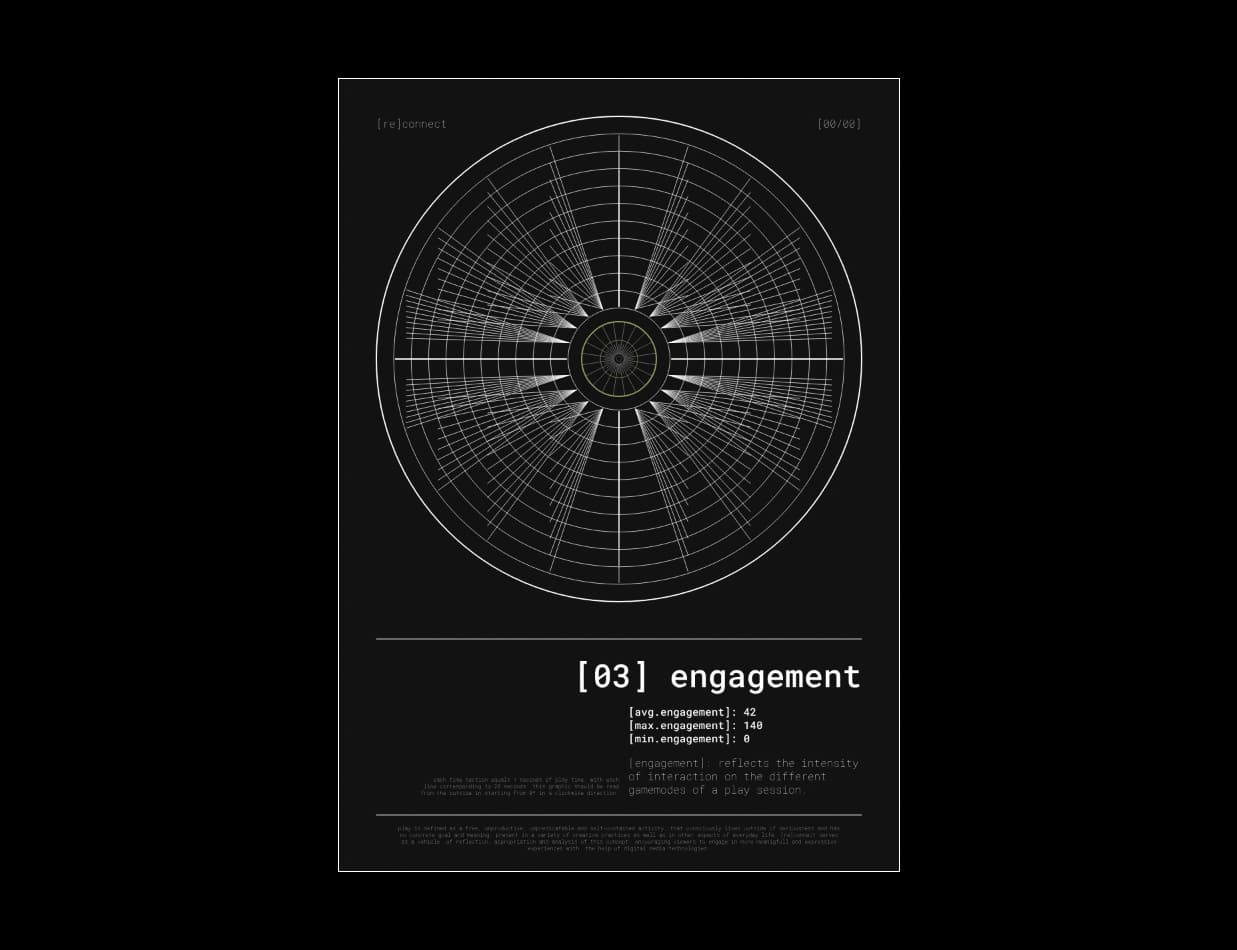 [re]connect
[00/00]
[03] engagement
[avg.engagement]: 42
[max.engagement]: 140
[min.engagement]: 0
[engagement]: reflects the intensity
of interaction on the different
gamemodes of a play session.
each time section equals seconds of play time. with each
line corresponding to 20 seconds. this graphic should be read
from the outside in starting from 0° in a clockwise direction.
play is defined as a free, unproductive, unpredicatable and self-contained activity, that consciously lives outside of seriousness and has
no concrete goal and meaning. present in a variety of creative practices as well as in other aspects of everyday life. [re]connect serves
as a vehicle of reflection, appropriation and analysis of this concept, encouraging viewers to engage in more meaningfull and expressive
experiences with the help of digital media technologies.